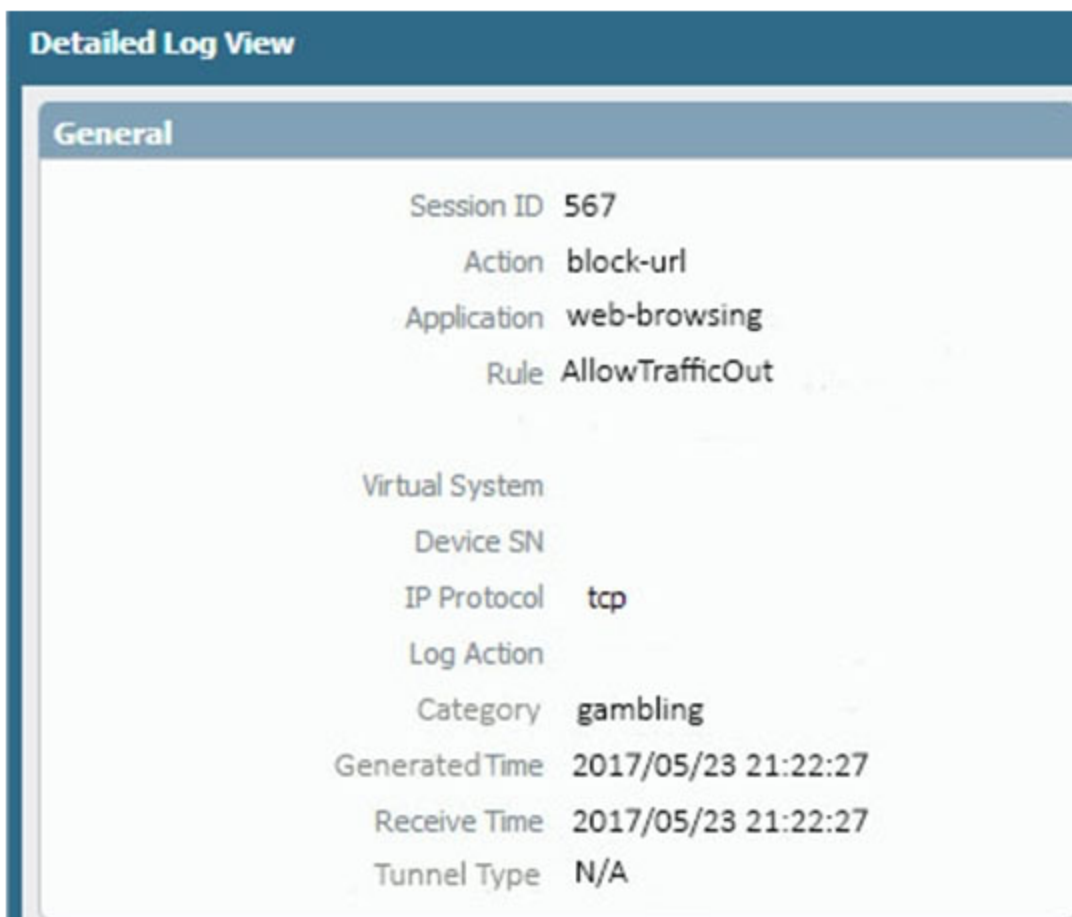 Detailed Log View
General
Session ID 567
Action block-url
Application web-browsing
Rule AllowTrafficOut
Virtual System
Device SN
IP Protocol tcp
Log Action
Category gambling
Generated Time 2017/05/23 21:22:27
Receive Time 2017/05/23 21:22:27
Tunnel Type N/A